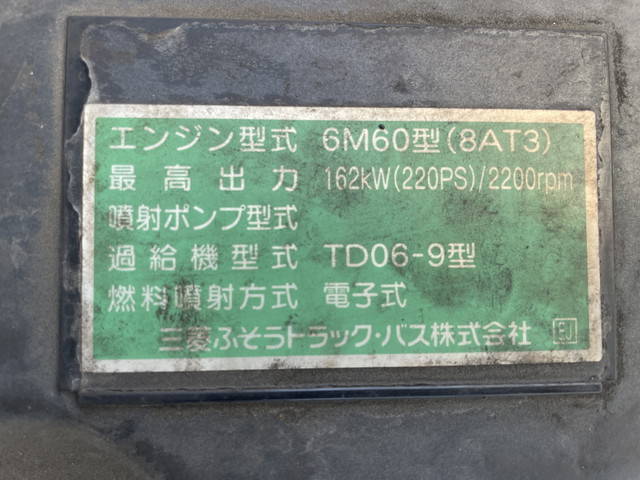 エンジン型式 6M60型(8AT3)
最高出力 162kW(220PS)/2200rpm
噴射ポンプ型式
過給機型式 TD06-9型
燃料噴射方式 電子式
三菱ふそうトラック・バス株式会社 EJ